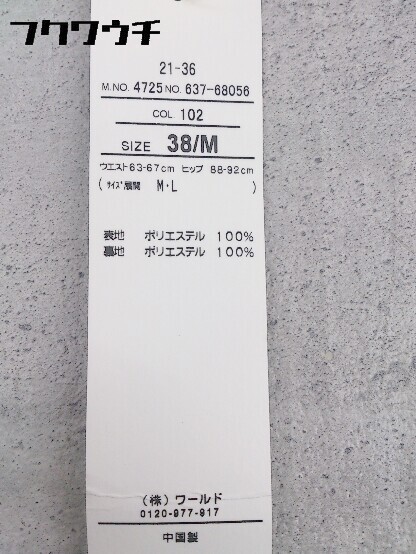 フクワウチ
21-36
M.NO. 4725 NO. 637-68056
COL 102
SIZE 38/M
ウエスト63-67cm ヒップ 88-92cm
(サイズ展開 M・L )
表地 ポリエステル 100%
裏地 ポリエステル 100%
(株)ワールド
0120-977-917
中国製